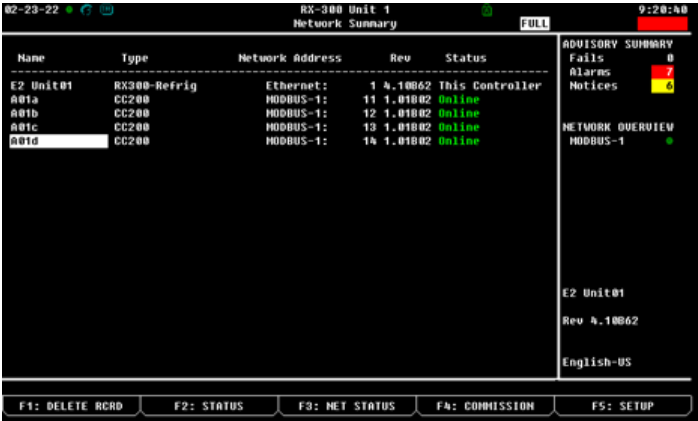 02-23-22 RX-300 Unit 1 9:20:40
Network Summary FULL
ADVISORY SUMMARY
Name Type Network Address Rev Status
Fails 0
Alarms 7
Notices 6
E2 Unit01 RX300-Refrig Ethernet: 1 4.10B62 This Controller
A01a CC200 MODBUS-1: 11 1.01B02 Online
A01b CC200 MODBUS-1: 12 1.01B02 Online
A01c CC200 MODBUS-1: 13 1.01B02 Online
A01d CC200 MODBUS-1: 14 1.01B02 Online
NETWORK OVERVIEW
MODBUS-1
E2 Unit01
Rev 4.10B62
English-US
F1: DELETE RCRD F2: STATUS F3: NET STATUS F4: COMMISSION F5: SETUP